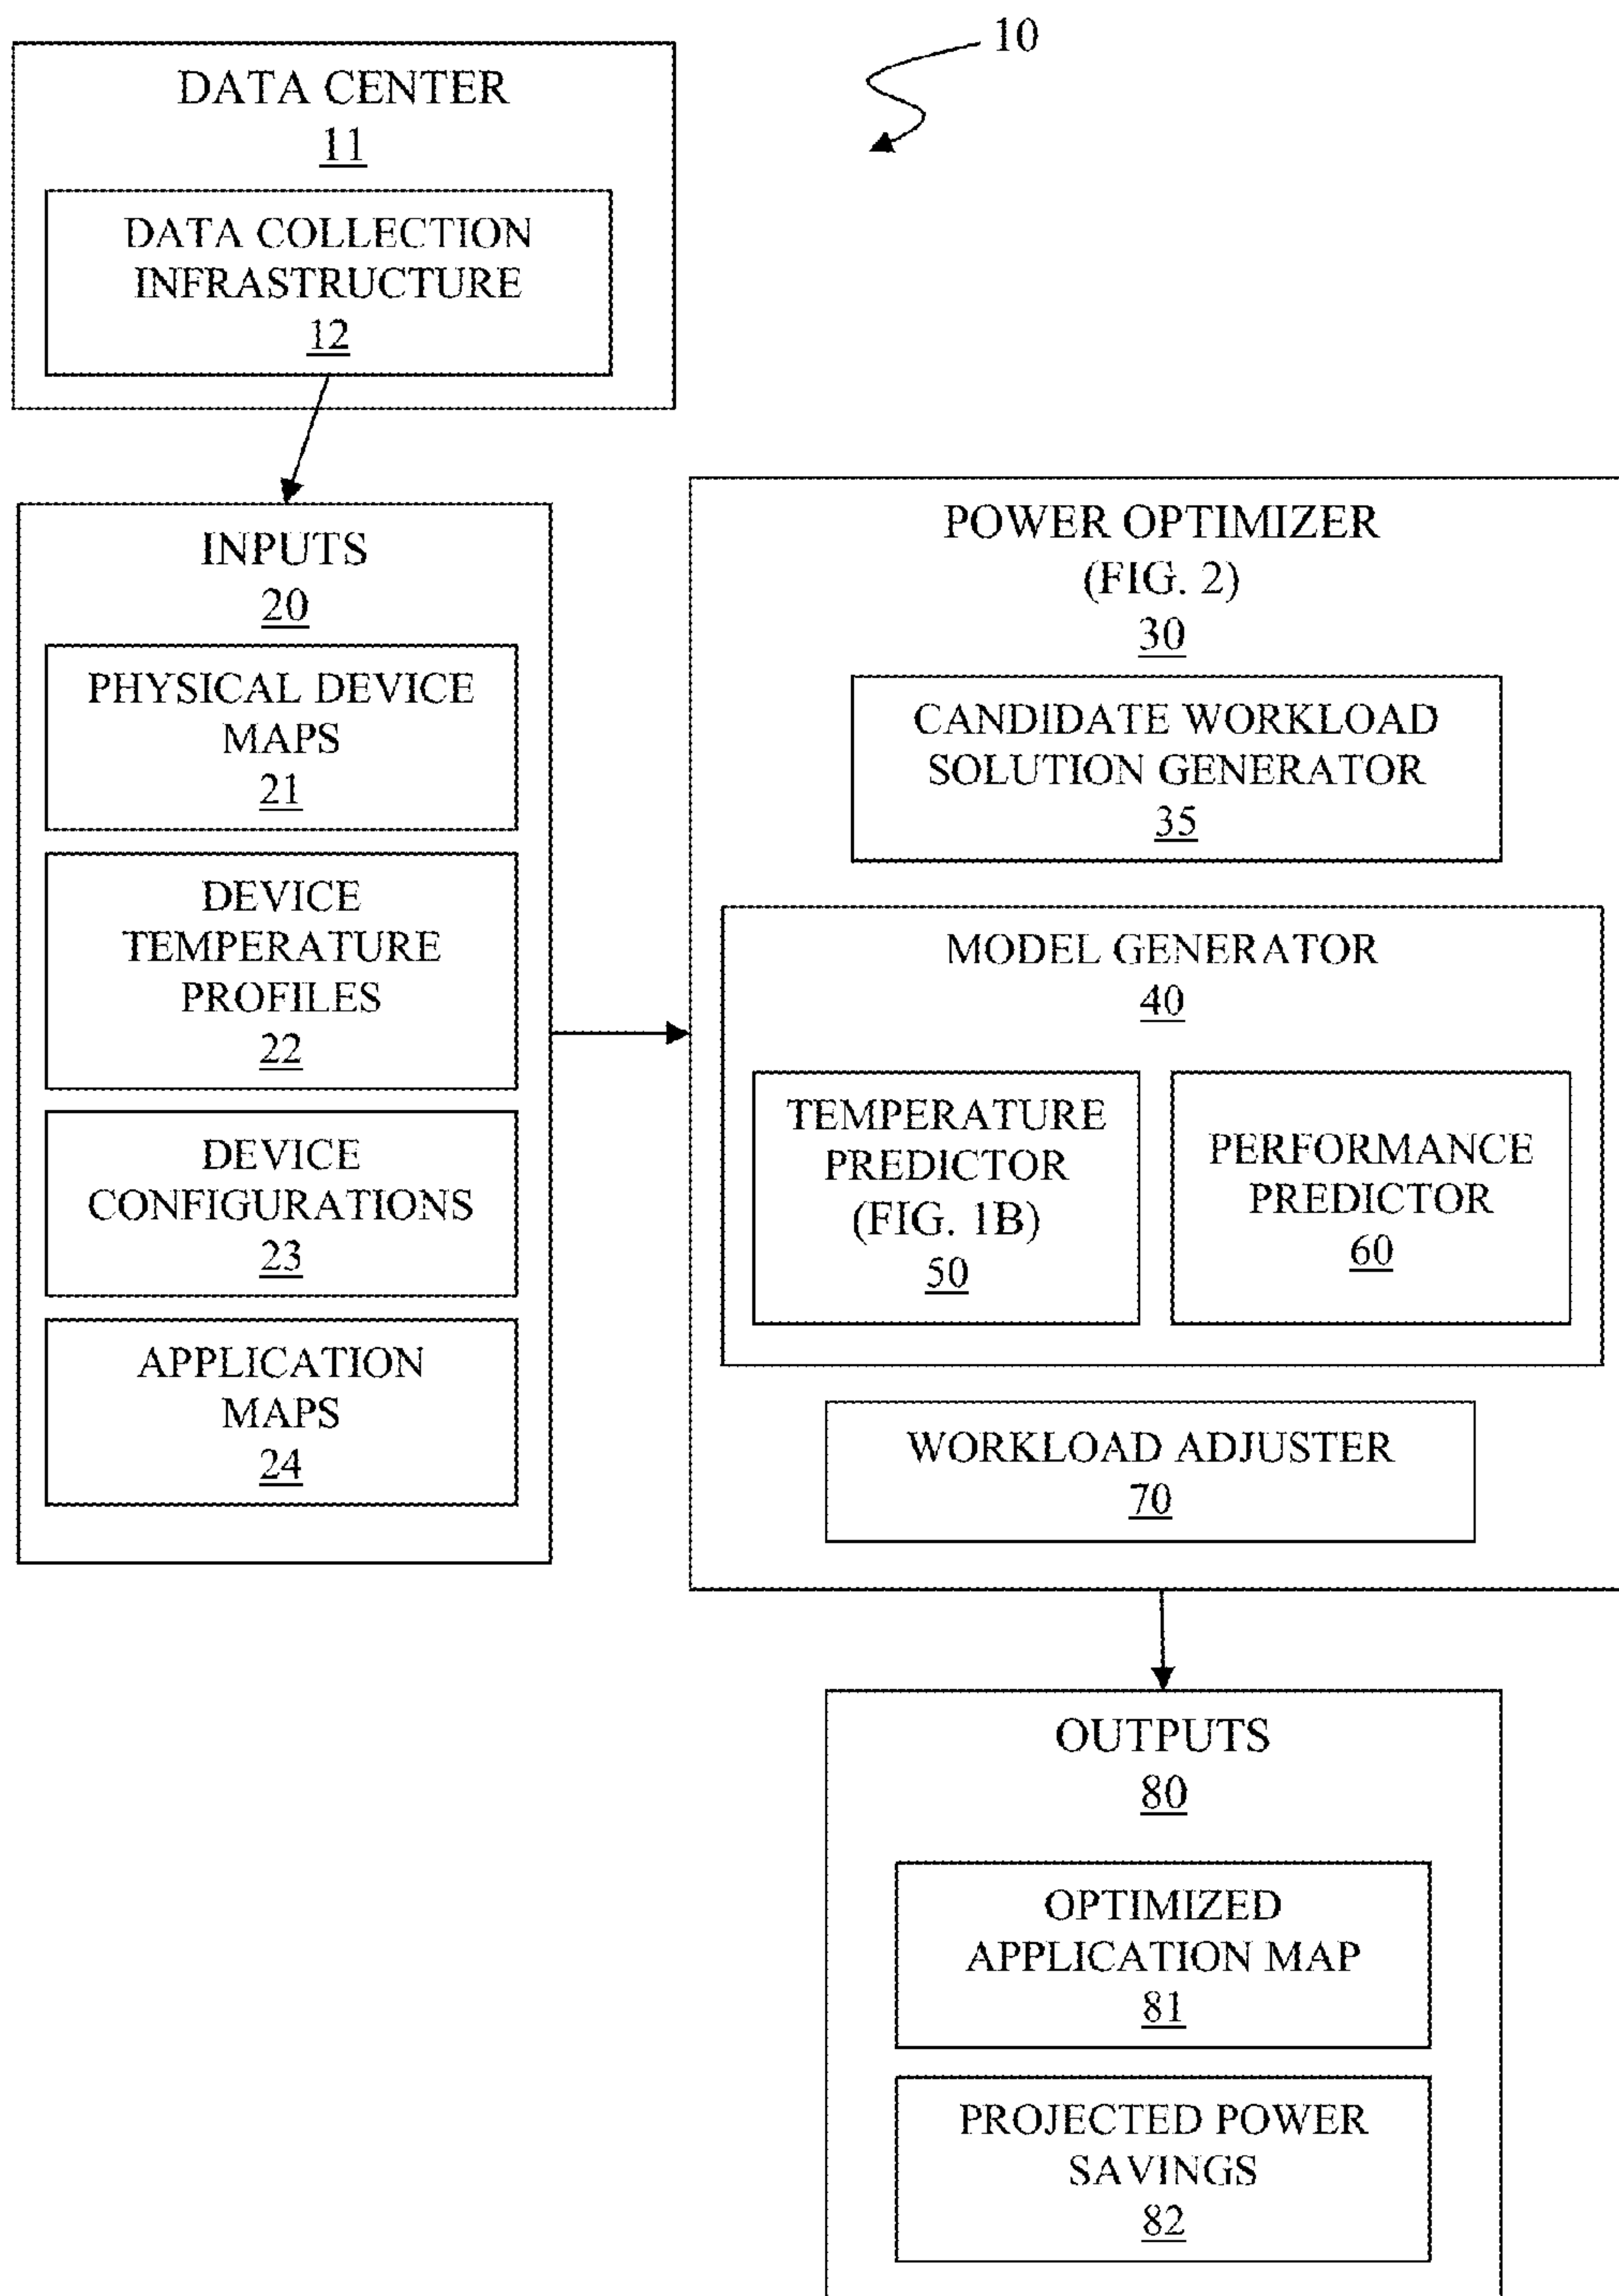 10
DATA CENTER
11
DATA COLLECTION
INFRASTRUCTURE
12
INPUTS
20
PHYSICAL DEVICE
MAPS
21
DEVICE
TEMPERATURE
PROFILES
22
DEVICE
CONFIGURATIONS
23
APPLICATION
MAPS
24
POWER OPTIMIZER
(FIG. 2)
30
CANDIDATE WORKLOAD
SOLUTION GENERATOR
35
MODEL GENERATOR
40
TEMPERATURE
PREDICTOR
(FIG. 1B)
50
PERFORMANCE
PREDICTOR
60
WORKLOAD ADJUSTER
70
OUTPUTS
80
OPTIMIZED
APPLICATION MAP
81
PROJECTED POWER
SAVINGS
82